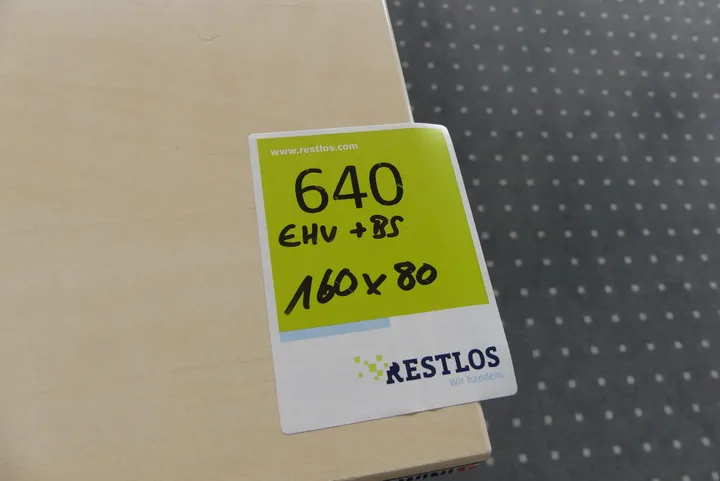 www.restlos.com
640
EHV + BS
160 x 80
RESTLOS
Wir handeln.